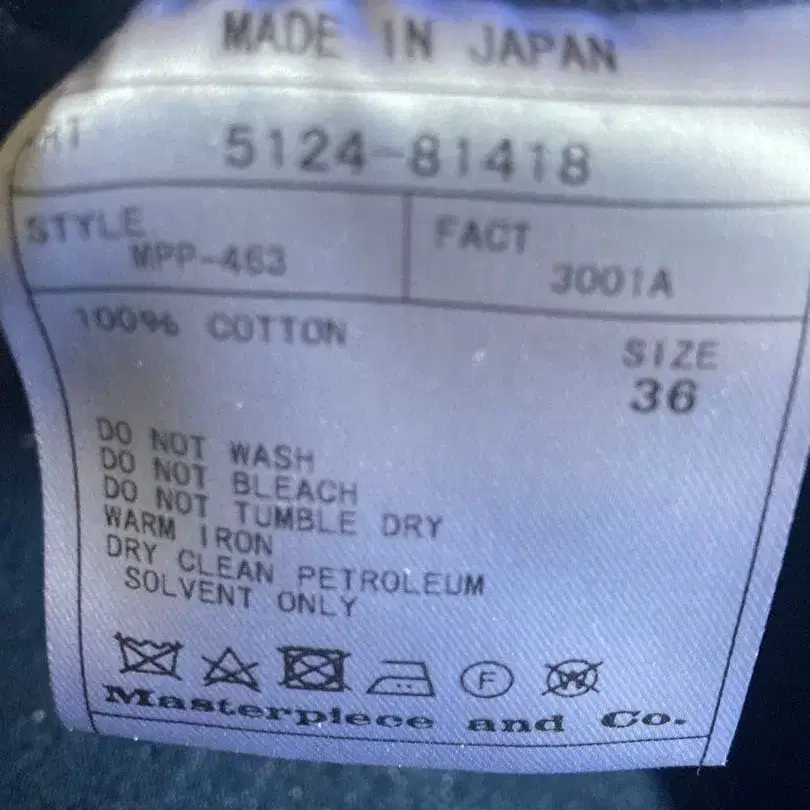 MADE IN JAPAN
5124-81418
STYLE
MPP-463
FACT
3001A
100% COTTON
SIZE
36
DO NOT WASH
DO NOT BLEACH
DO NOT TUMBLE DRY
WARM IRON
DRY CLEAN PETROLEUM
SOLVENT ONLY
F
W
Masterpiece and Co.